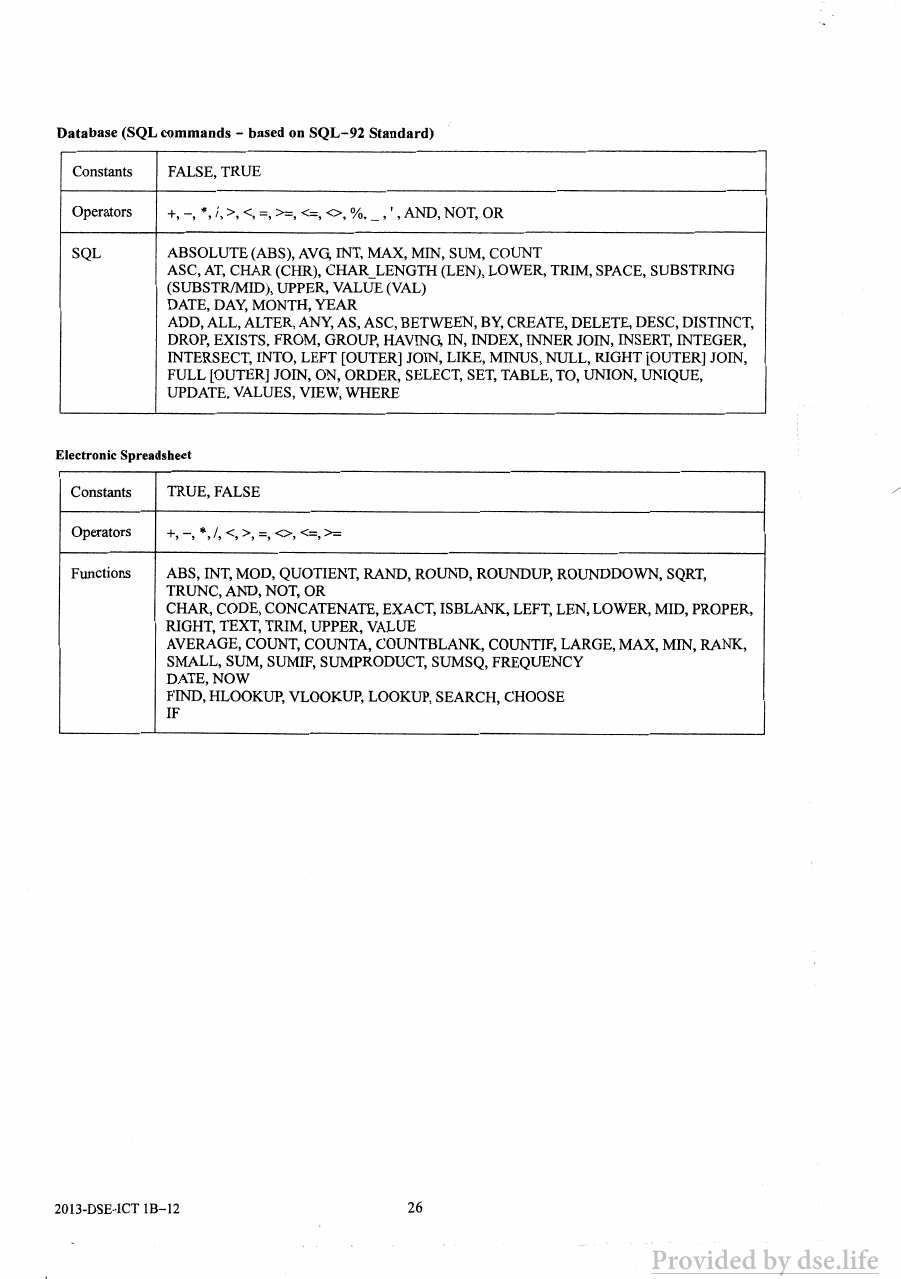 Database (SQL commands – based on SQL–92 Standard)
Constants FALSE, TRUE
Operators +, –, *, /, >, <, =, >=, <=, <>, %, _ , ' , AND, NOT, OR
SQL ABSOLUTE (ABS), AVG, INT, MAX, MIN, SUM, COUNT
ASC, AT, CHAR (CHR), CHAR_LENGTH (LEN), LOWER, TRIM, SPACE, SUBSTRING
(SUBSTR/MID), UPPER, VALUE (VAL)
DATE, DAY, MONTH, YEAR
ADD, ALL, ALTER, ANY, AS, ASC, BETWEEN, BY, CREATE, DELETE, DESC, DISTINCT,
DROP, EXISTS, FROM, GROUP, HAVING, IN, INDEX, INNER JOIN, INSERT, INTEGER,
INTERSECT, INTO, LEFT [OUTER] JOIN, LIKE, MINUS, NULL, RIGHT [OUTER] JOIN,
FULL [OUTER] JOIN, ON, ORDER, SELECT, SET, TABLE, TO, UNION, UNIQUE,
UPDATE, VALUES, VIEW, WHERE
Electronic Spreadsheet
Constants TRUE, FALSE
Operators +, –, *, /, <, >, =, <>, <=, >=
Functions ABS, INT, MOD, QUOTIENT, RAND, ROUND, ROUNDUP, ROUNDDOWN, SQRT,
TRUNC, AND, NOT, OR
CHAR, CODE, CONCATENATE, EXACT, ISBLANK, LEFT, LEN, LOWER, MID, PROPER,
RIGHT, TEXT, TRIM, UPPER, VALUE
AVERAGE, COUNT, COUNTA, COUNTBLANK, COUNTIF, LARGE, MAX, MIN, RANK,
SMALL, SUM, SUMIF, SUMPRODUCT, SUMSQ, FREQUENCY
DATE, NOW
FIND, HLOOKUP, VLOOKUP, LOOKUP, SEARCH, CHOOSE
IF
2013-DSE-ICT 1B–12 26
Provided by dse.life